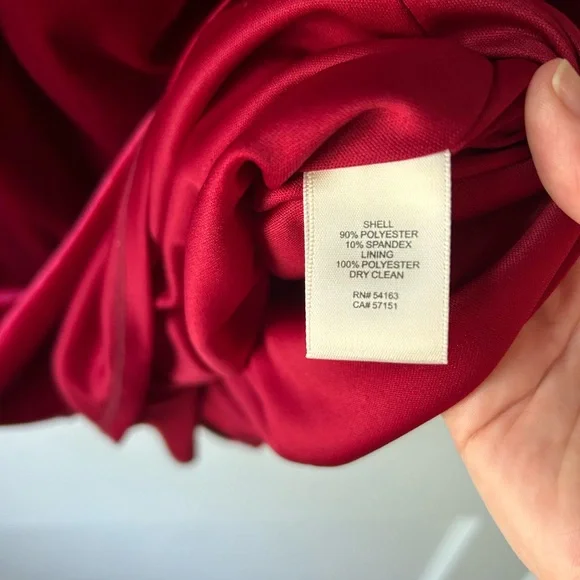 SHELL
90% POLYESTER
10% SPANDEX
LINING
100% POLYESTER
DRY CLEAN
RN# 54163
CA# 57151